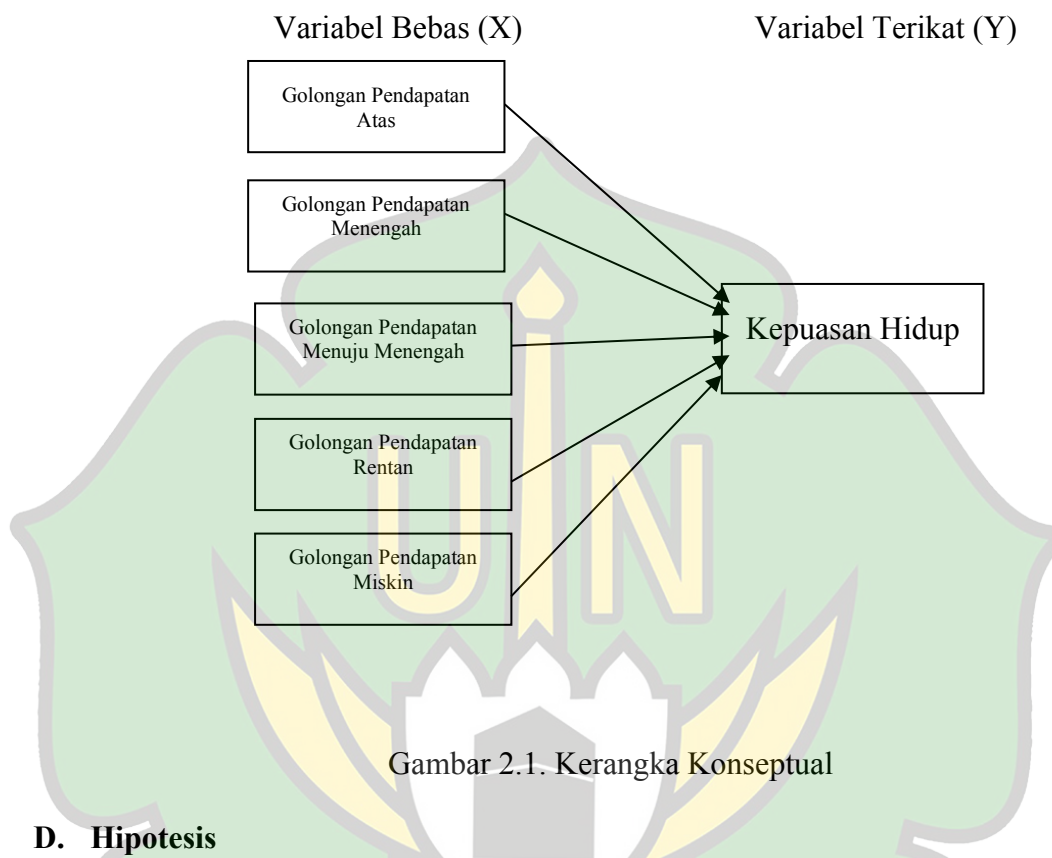 Variabel Bebas (X) Variabel Terikat (Y)
Golongan Pendapatan
Atas
Golongan Pendapatan
Menengah
Golongan Pendapatan
Menuju Menengah
Kepuasan Hidup
Golongan Pendapatan
Rentan
Golongan Pendapatan
Miskin
UIN
Gambar 2.1. Kerangka Konseptual
D. Hipotesis